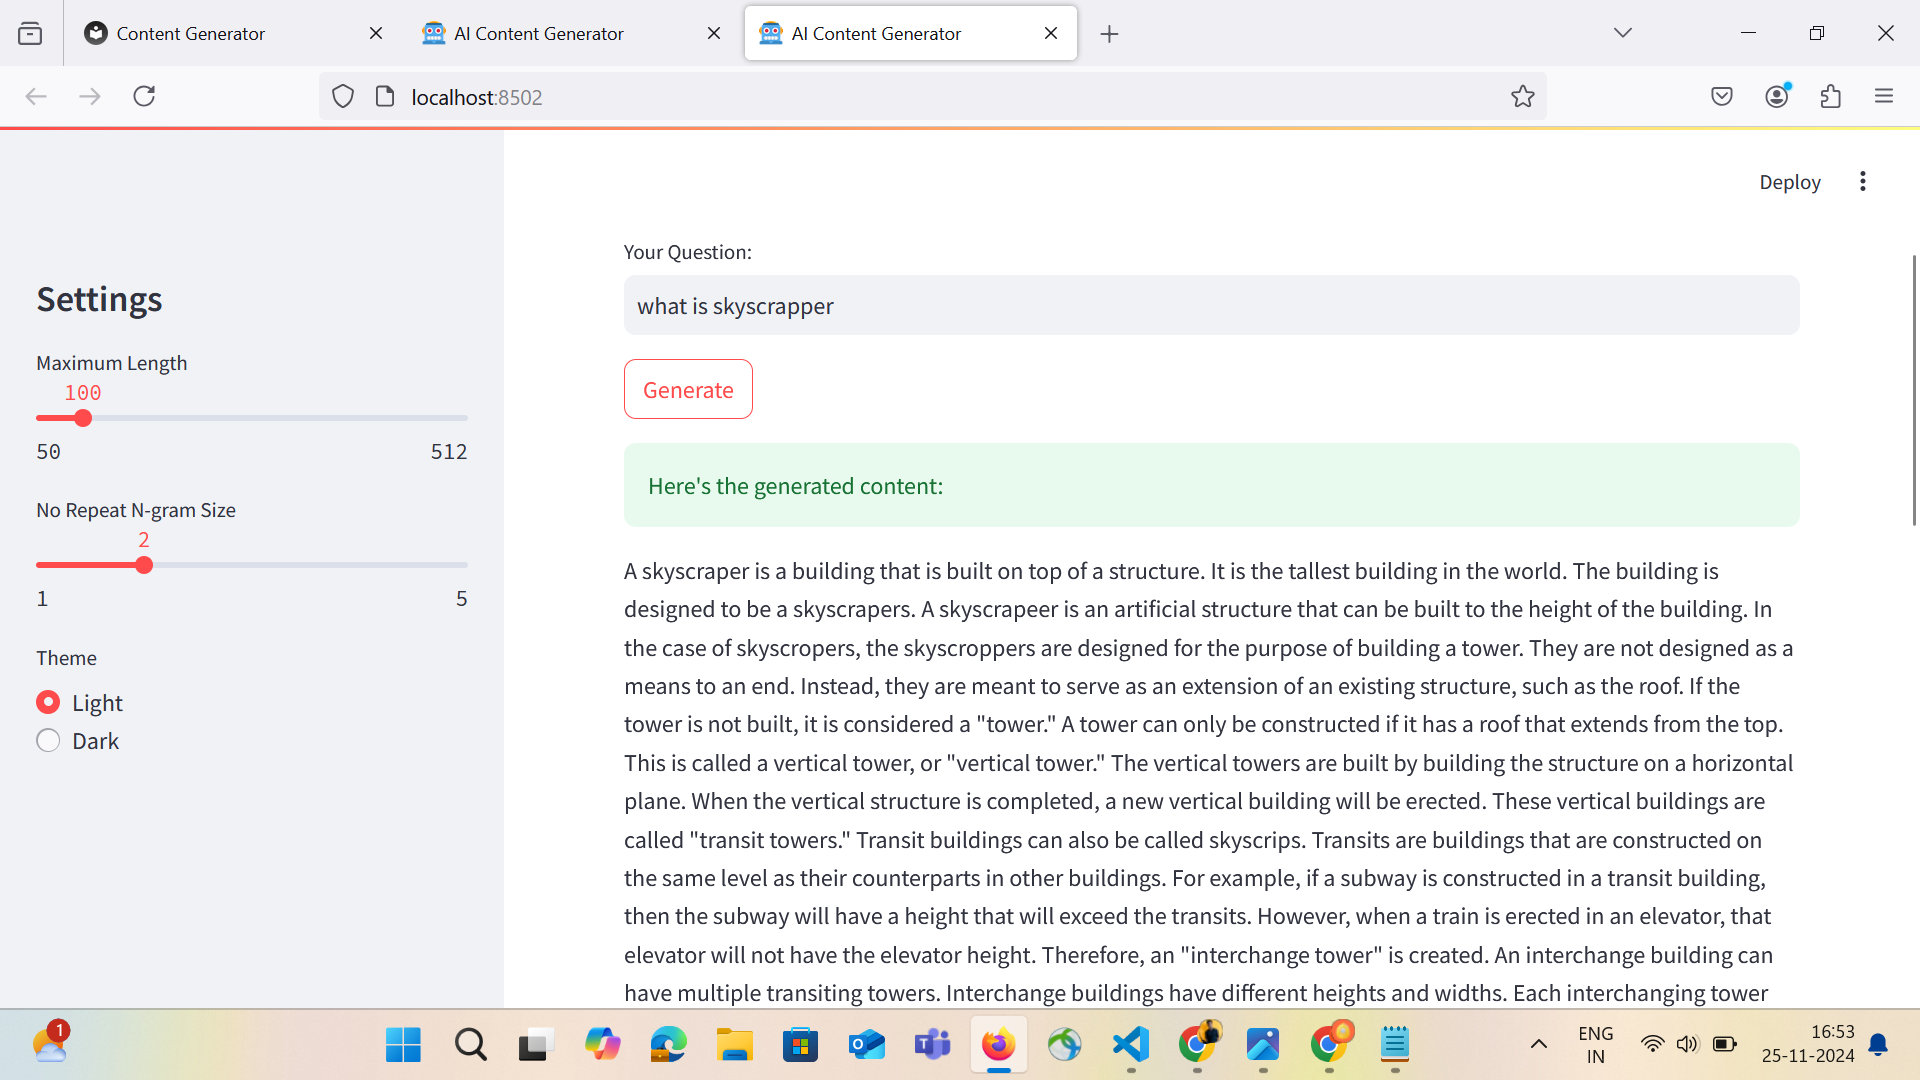 Content Generator
AI Content Generator
AI Content Generator
localhost:8502
Deploy
Settings
Maximum Length
100
50 512
No Repeat N-gram Size
2
1 5
Theme
Light
Dark
Your Question:
what is skyscrapper
Generate
Here's the generated content:
A skyscraper is a building that is built on top of a structure. It is the tallest building in the world. The building is
designed to be a skyscrapers. A skyscrapeer is an artificial structure that can be built to the height of the building. In
the case of skyscropers, the skyscroppers are designed for the purpose of building a tower. They are not designed as a
means to an end. Instead, they are meant to serve as an extension of an existing structure, such as the roof. If the
tower is not built, it is considered a "tower." A tower can only be constructed if it has a roof that extends from the top.
This is called a vertical tower, or "vertical tower." The vertical towers are built by building the structure on a horizontal
plane. When the vertical structure is completed, a new vertical building will be erected. These vertical buildings are
called "transit towers." Transit buildings can also be called skyscrips. Transits are buildings that are constructed on
the same level as their counterparts in other buildings. For example, if a subway is constructed in a transit building,
then the subway will have a height that will exceed the transits. However, when a train is erected in an elevator, that
elevator will not have the elevator height. Therefore, an "interchange tower" is created. An interchange building can
have multiple transiting towers. Interchange buildings have different heights and widths. Each interchanging tower
1
ENG
IN
16:53
25-11-2024